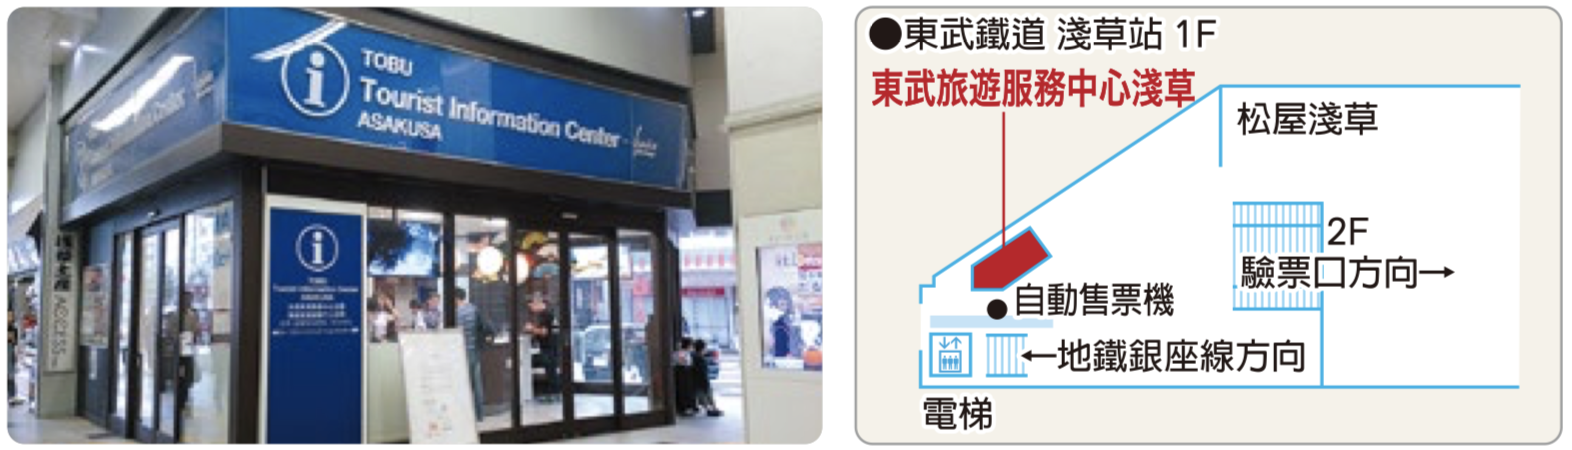 TOBU
Tourist Information Center
ASAKUSA
ACCESS
●東武鐵道 淺草站 1F
東武旅遊服務中心淺草
松屋淺草
2F
驗票口方向→
自動售票機
←地鐵銀座線方向
電梯